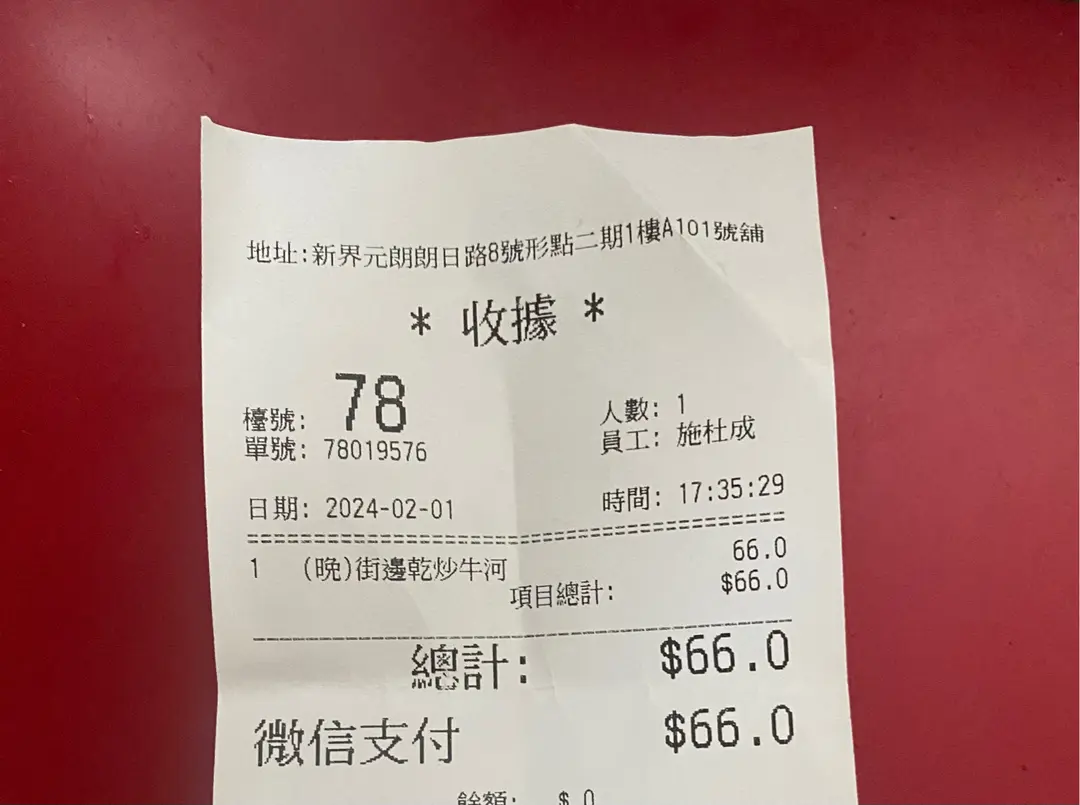 地址:新界元朗朗日路8號形點二期1樓A101號舖
* 收據 *
檯號: 78 人數: 1
單號: 78019576 員工: 施杜成
日期: 2024-02-01 時間: 17:35:29
1 (晚)街邊乾炒牛河 66.0
項目總計: $66.0
總計: $66.0
微信支付 $66.0
餘額: $ 0